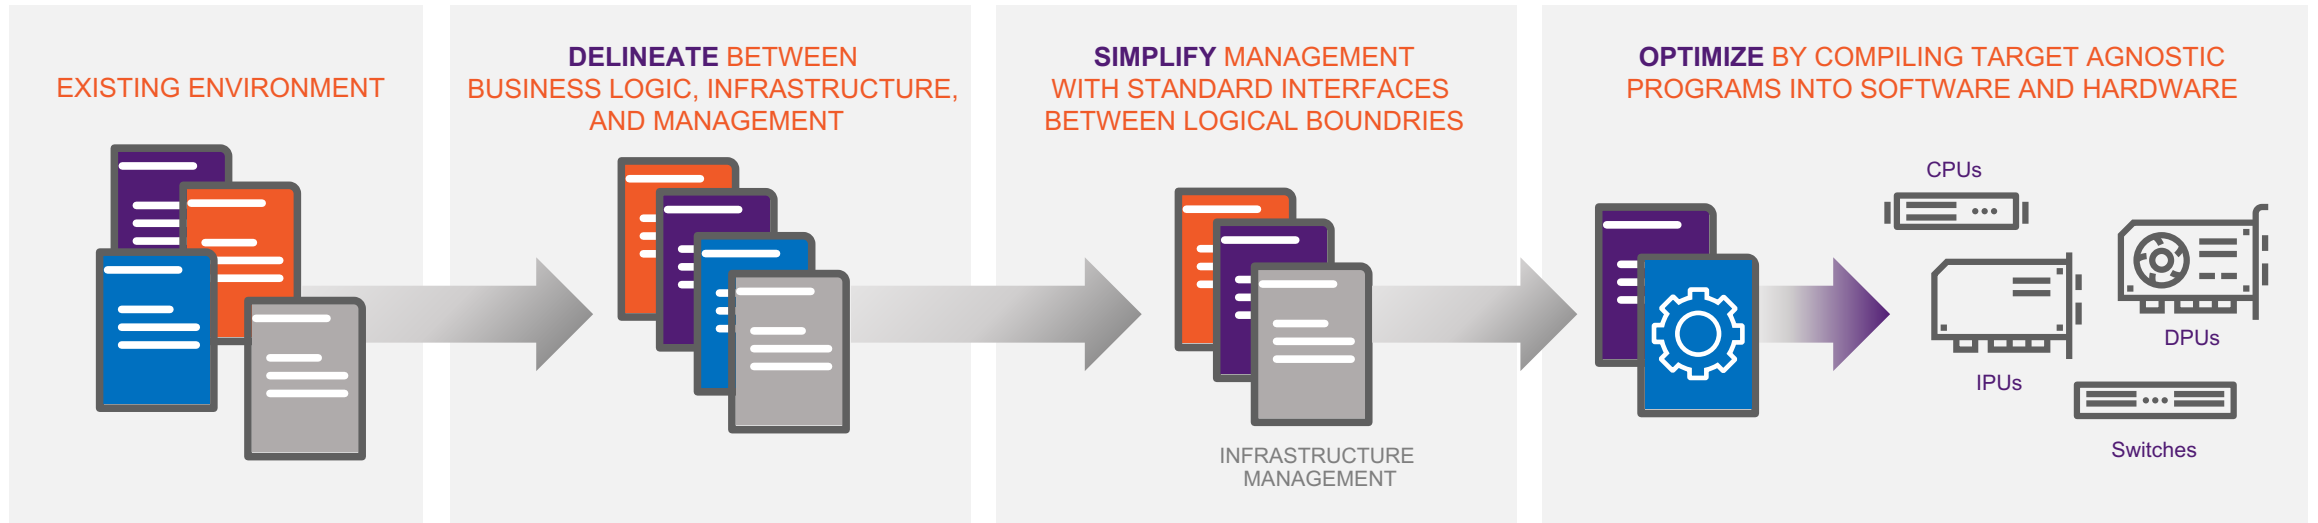 EXISTING ENVIRONMENT
DELINEATE BETWEEN
BUSINESS LOGIC, INFRASTRUCTURE,
AND MANAGEMENT
SIMPLIFY MANAGEMENT
WITH STANDARD INTERFACES
BETWEEN LOGICAL BOUNDRIES
INFRASTRUCTURE
MANAGEMENT
OPTIMIZE BY COMPILING TARGET AGNOSTIC
PROGRAMS INTO SOFTWARE AND HARDWARE
CPUs
DPUs
IPUs
Switches